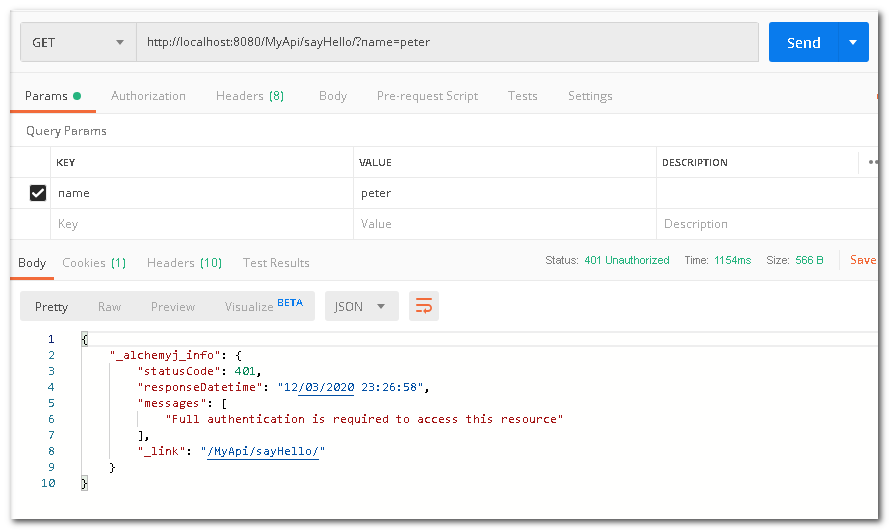 GET http://localhost:8080/MyApi/sayHello/?name=peter Send
Params Authorization Headers (8) Body Pre-request Script Tests Settings
Query Params
KEY VALUE DESCRIPTION
name peter
Key Value Description
Body Cookies (1) Headers (10) Test Results Status: 401 Unauthorized Time: 1154ms Size: 566 B Save
Pretty Raw Preview Visualize BETA JSON
1 {
2 "_alchemyj_info": {
3 "statusCode": 401,
4 "responseDatetime": "12/03/2020 23:26:58",
5 "messages": [
6 "Full authentication is required to access this resource"
7 ],
8 "_link": "/MyApi/sayHello/"
9 }
10 }